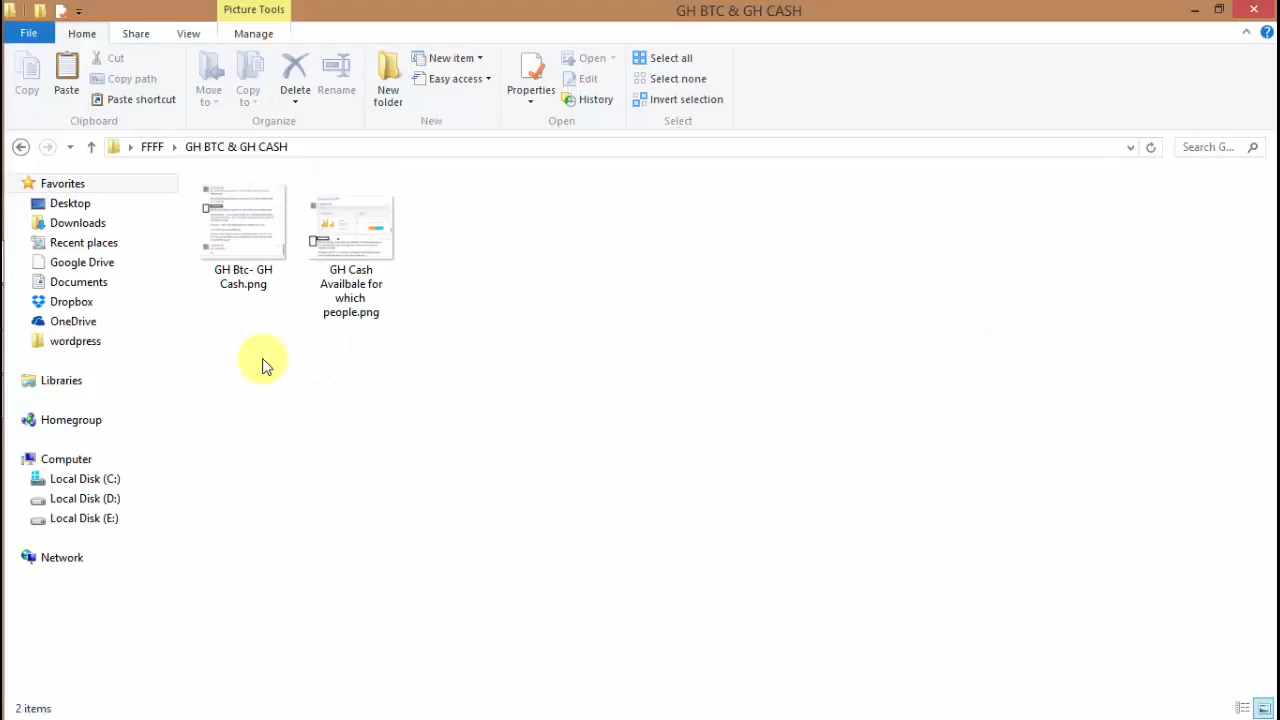 Picture Tools
GH BTC & GH CASH
File
Home
Share
View
Manage
Copy
Paste
Cut
Copy path
Paste shortcut
Clipboard
Move to
Copy to
Delete
Rename
Organize
New folder
New item
Easy access
New
Properties
Open
Edit
History
Open
Select all
Select none
Invert selection
Select
FFFF
GH BTC & GH CASH
Search G...
Favorites
Desktop
Downloads
Recent places
Google Drive
Documents
Dropbox
OneDrive
wordpress
Libraries
Homegroup
Computer
Local Disk (C:)
Local Disk (D:)
Local Disk (E:)
Network
GH Btc- GH
Cash.png
GH Cash
Availbale for
which
people.png
2 items